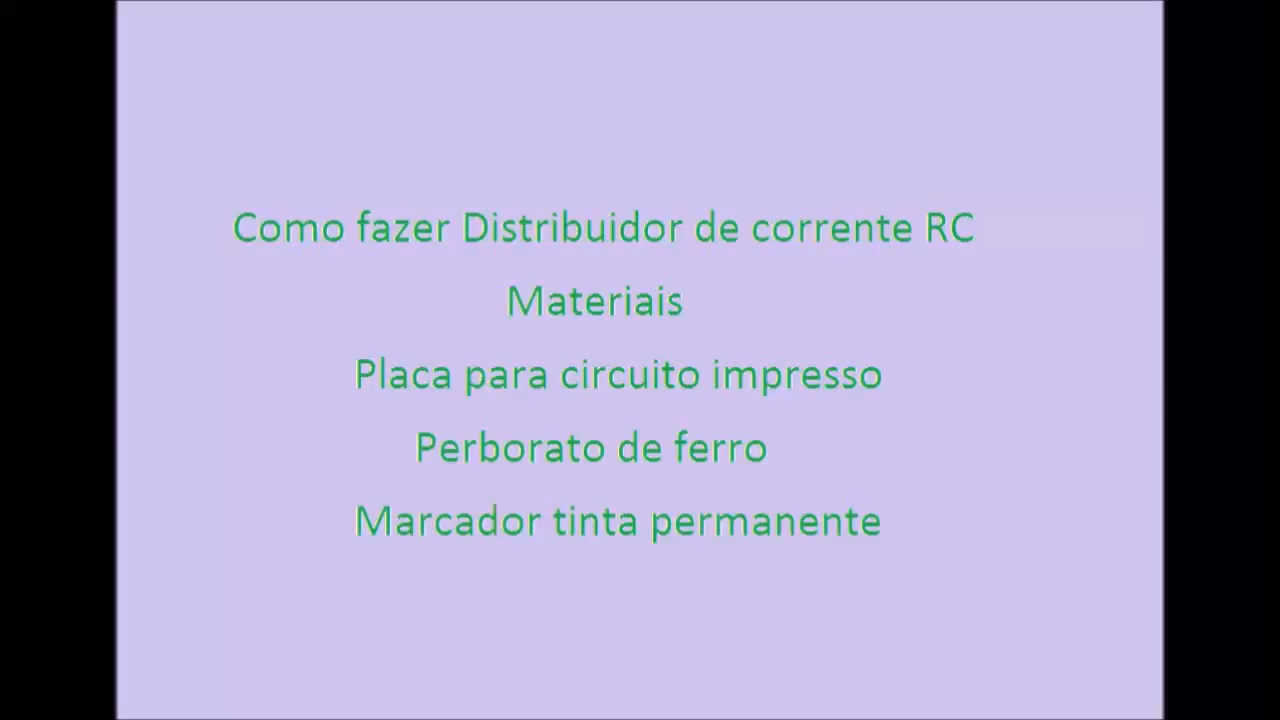 Como fazer Distribuidor de corrente RC
Materiais
Placa para circuito impresso
Perborato de ferro
Marcador tinta permanente